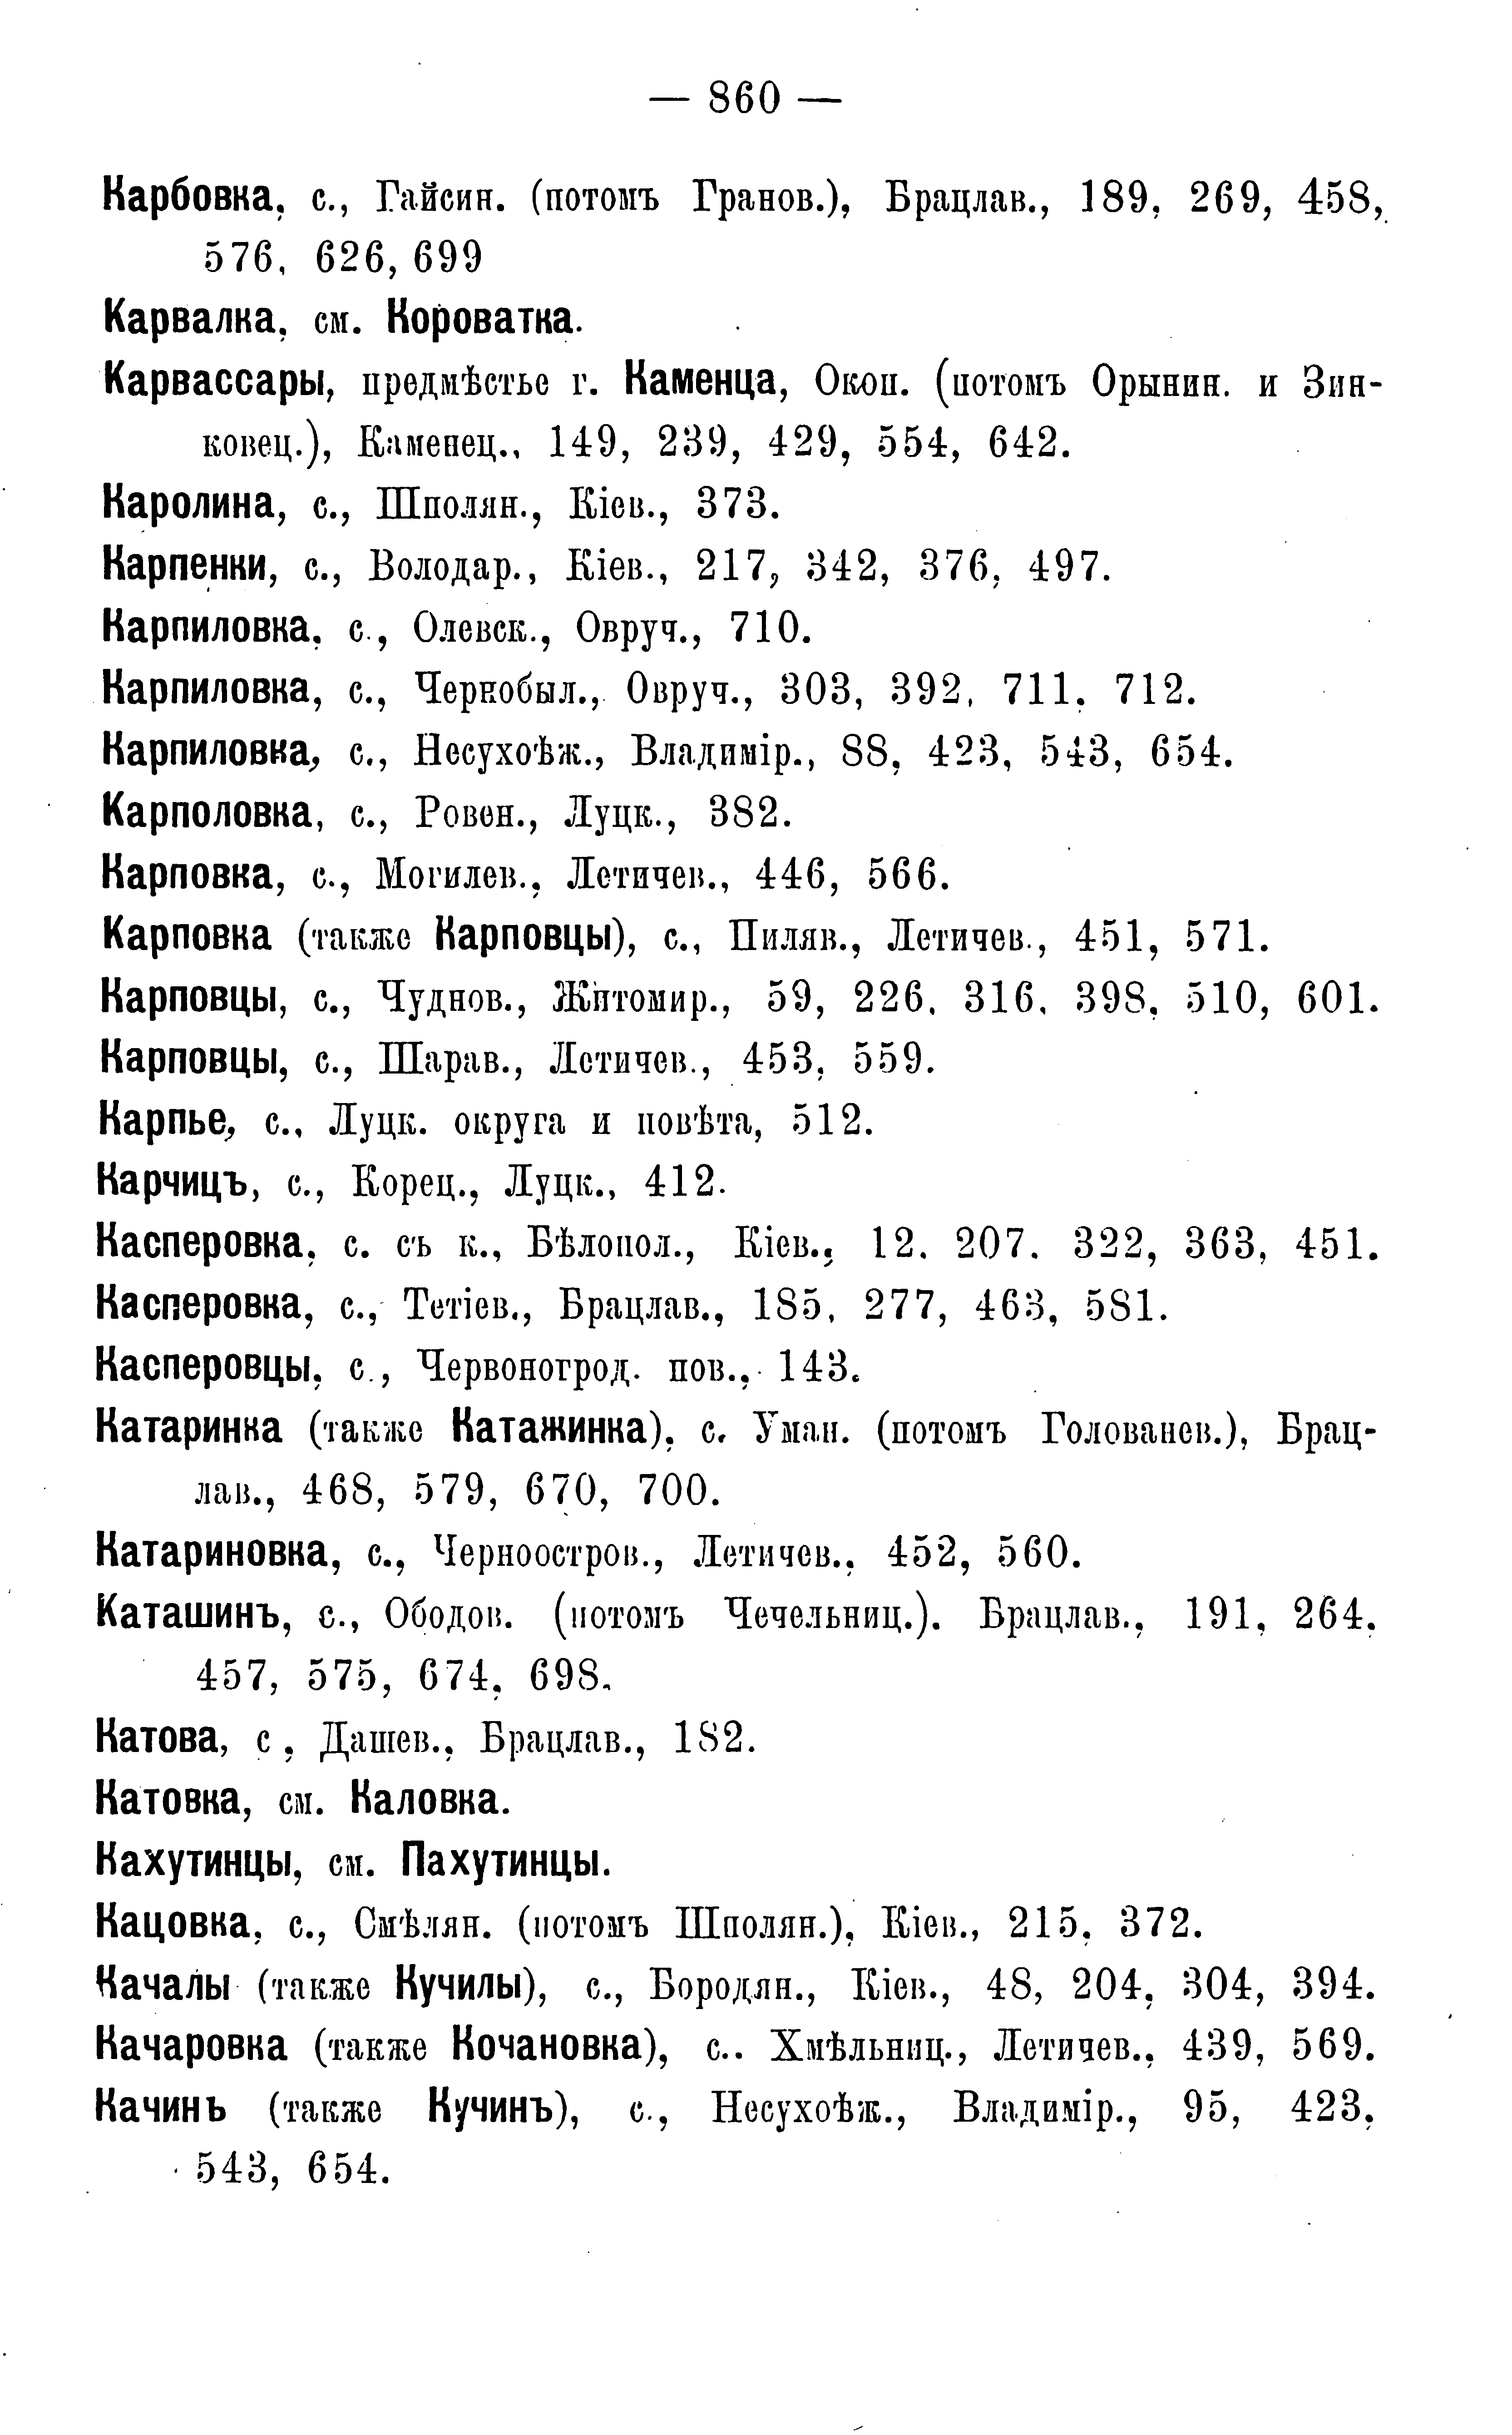 — 860 —
Карбовка, с., Гайсин. (потомъ Гранов.), Брацлав., 189, 269, 458,
576, 626, 699
Карвалка, см. Короватка.
Карвассары, предмѣстье г. Каменца, Окоп. (потомъ Орынин. и Зин-
ковец.), Каменец., 149, 239, 429, 554, 642.
Каролина, с., Шполян., Кіев., 373.
Карпенки, с., Володар., Кіев., 217, 342, 376, 497.
Карпиловка, с., Олевск., Овруч., 710.
Карпиловка, с., Чернобыл., Овруч., 303, 392, 711, 712.
Карпиловка, с., Несухоѣж., Владимір., 88, 423, 543, 654.
Карполовка, с., Ровен., Луцк., 382.
Карповка, с., Могилев., Летичев., 446, 566.
Карповка (также Карповцы), с., Пиляв., Летичев., 451, 571.
Карповцы, с., Чуднов., Житомир., 59, 226, 316, 398, 510, 601.
Карповцы, с., Шарав., Летичев., 453, 559.
Карпье, с., Луцк. округа и повѣта, 512.
Карчицъ, с., Корец., Луцк., 412.
Касперовка, с. съ к., Бѣлопол., Кіев., 12, 207, 322, 363, 451.
Касперовка, с., Тетіев., Брацлав., 185, 277, 463, 581.
Касперовцы, с., Червоногрод. пов., 143.
Катаринка (также Катажинка), с. Уман. (потомъ Голованев.), Брац-
лав., 468, 579, 670, 700.
Катариновка, с., Черноостров., Летичев., 452, 560.
Каташинъ, с., Ободов. (потомъ Чечельниц.). Брацлав., 191, 264,
457, 575, 674, 698.
Катова, с , Дашев., Брацлав., 182.
Катовка, см. Каловка.
Кахутинцы, см. Пахутинцы.
Кацовка, с., Смѣлян. (потомъ Шполян.), Кіев., 215, 372.
Качалы (также Кучилы), с., Бородян., Кіев., 48, 204, 304, 394.
Качаровка (также Кочановка), с.. Хмѣльниц., Летичев., 439, 569.
Качинъ (также Кучинъ), с., Несухоѣж., Владимір., 95, 423,
543, 654.